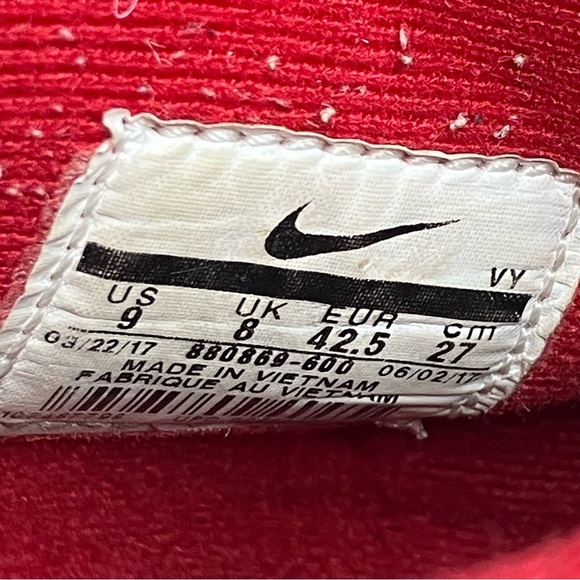 VY
US UK EUR cm
9 8 42.5 27
03/22/17 880869-600 06/02/17
MADE IN VIETNAM
FABRIQUE AU VIETNAM